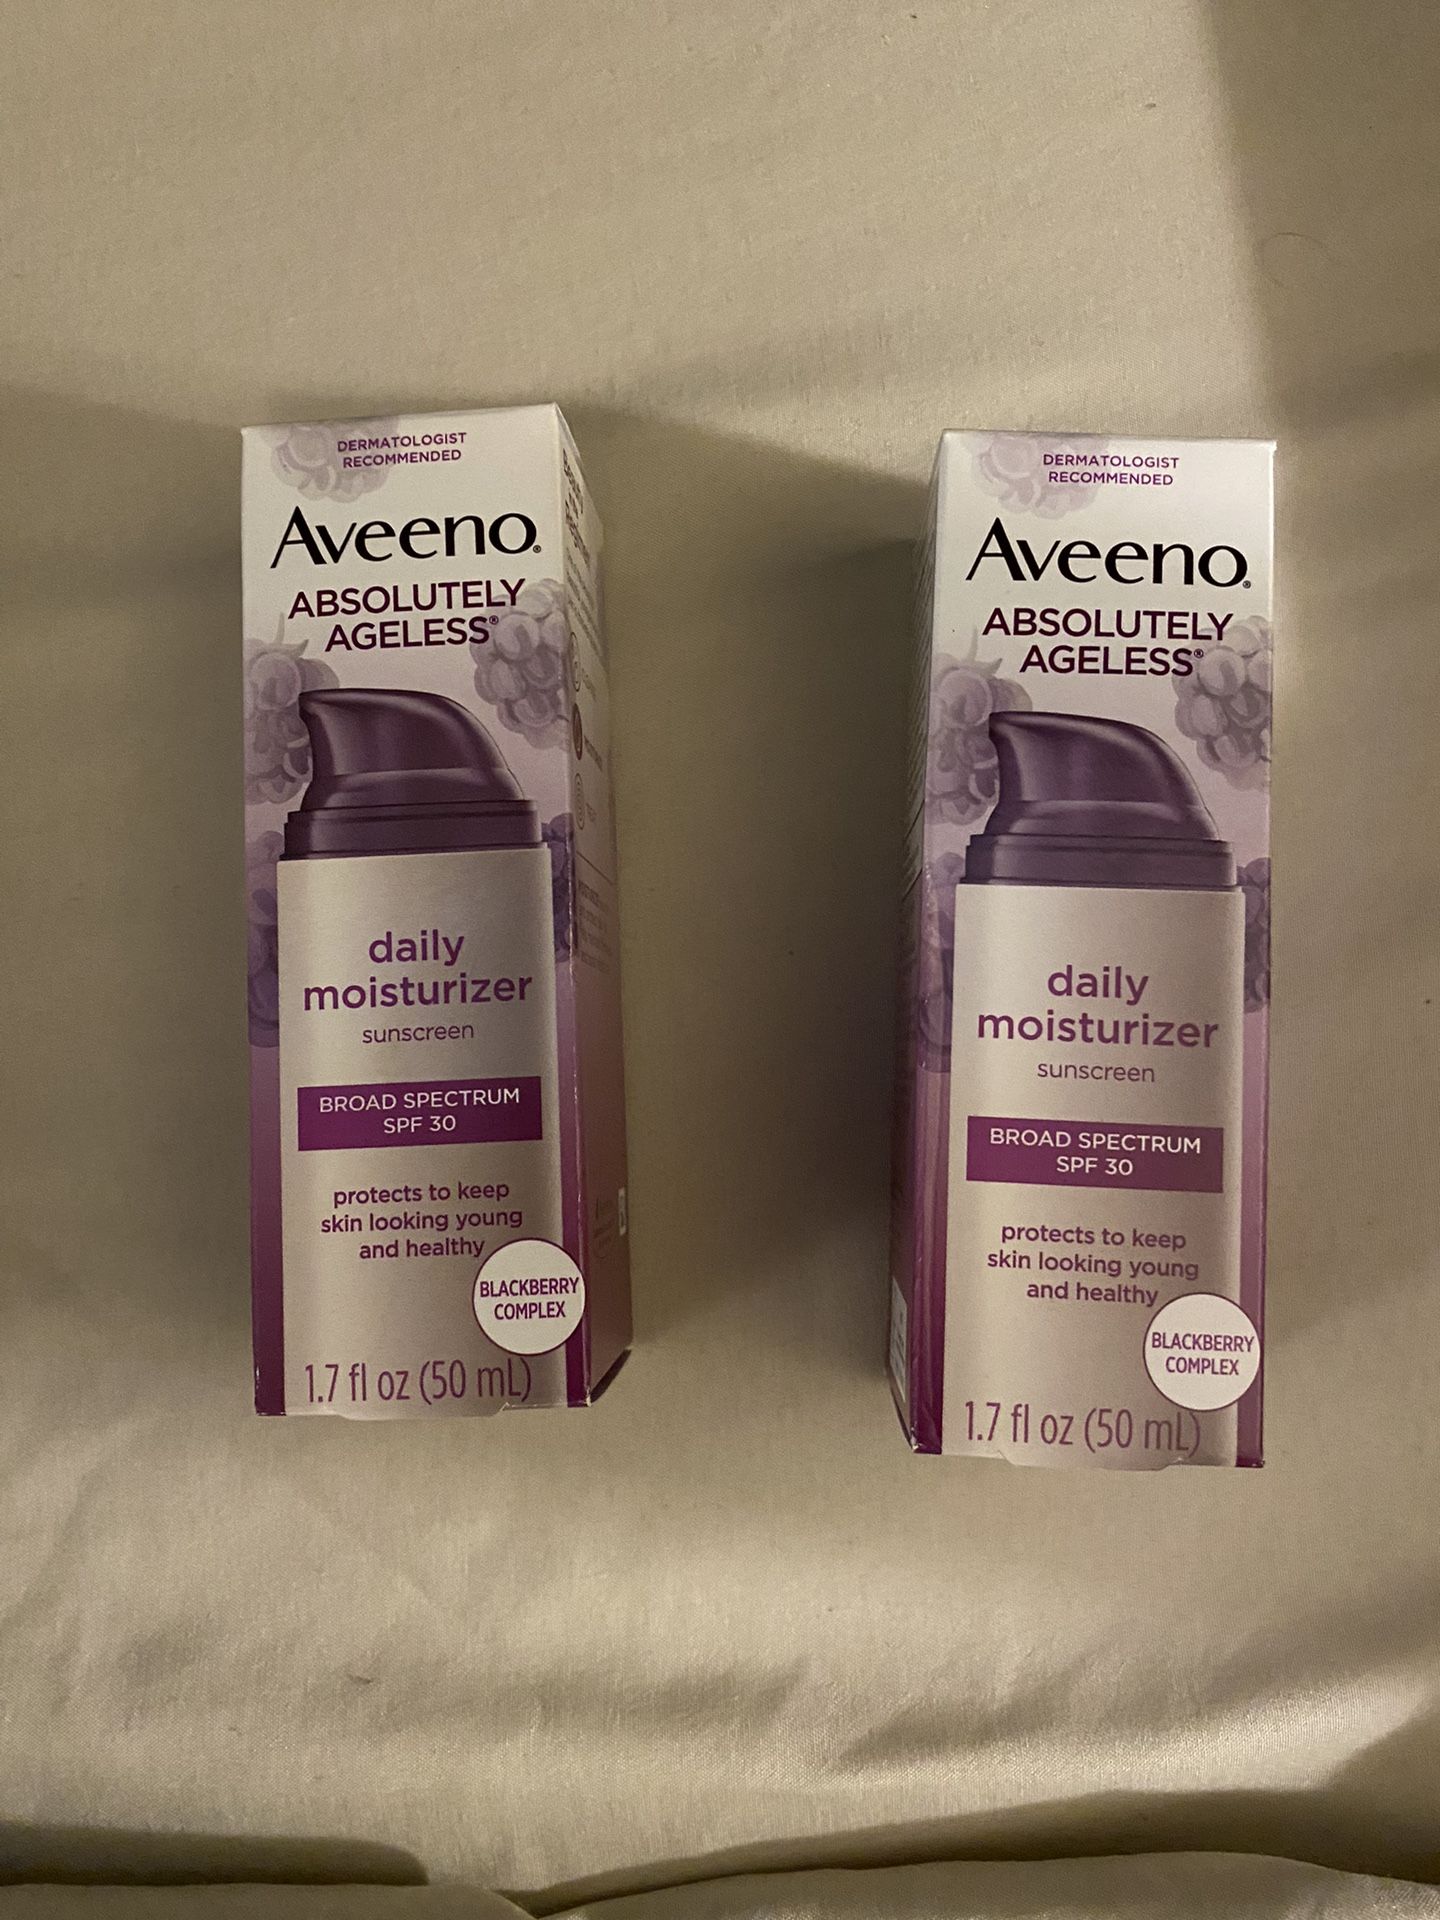 DERMATOLOGIST
RECOMMENDED
Aveeno®
ABSOLUTELY
AGELESS®
daily
moisturizer
sunscreen
BROAD SPECTRUM
SPF 30
protects to keep
skin looking young
and healthy
BLACKBERRY
COMPLEX
1.7 fl oz (50 mL)
DERMATOLOGIST
RECOMMENDED
Aveeno®
ABSOLUTELY
AGELESS®
daily
moisturizer
sunscreen
BROAD SPECTRUM
SPF 30
protects to keep
skin looking young
and healthy
BLACKBERRY
COMPLEX
1.7 fl oz (50 mL)